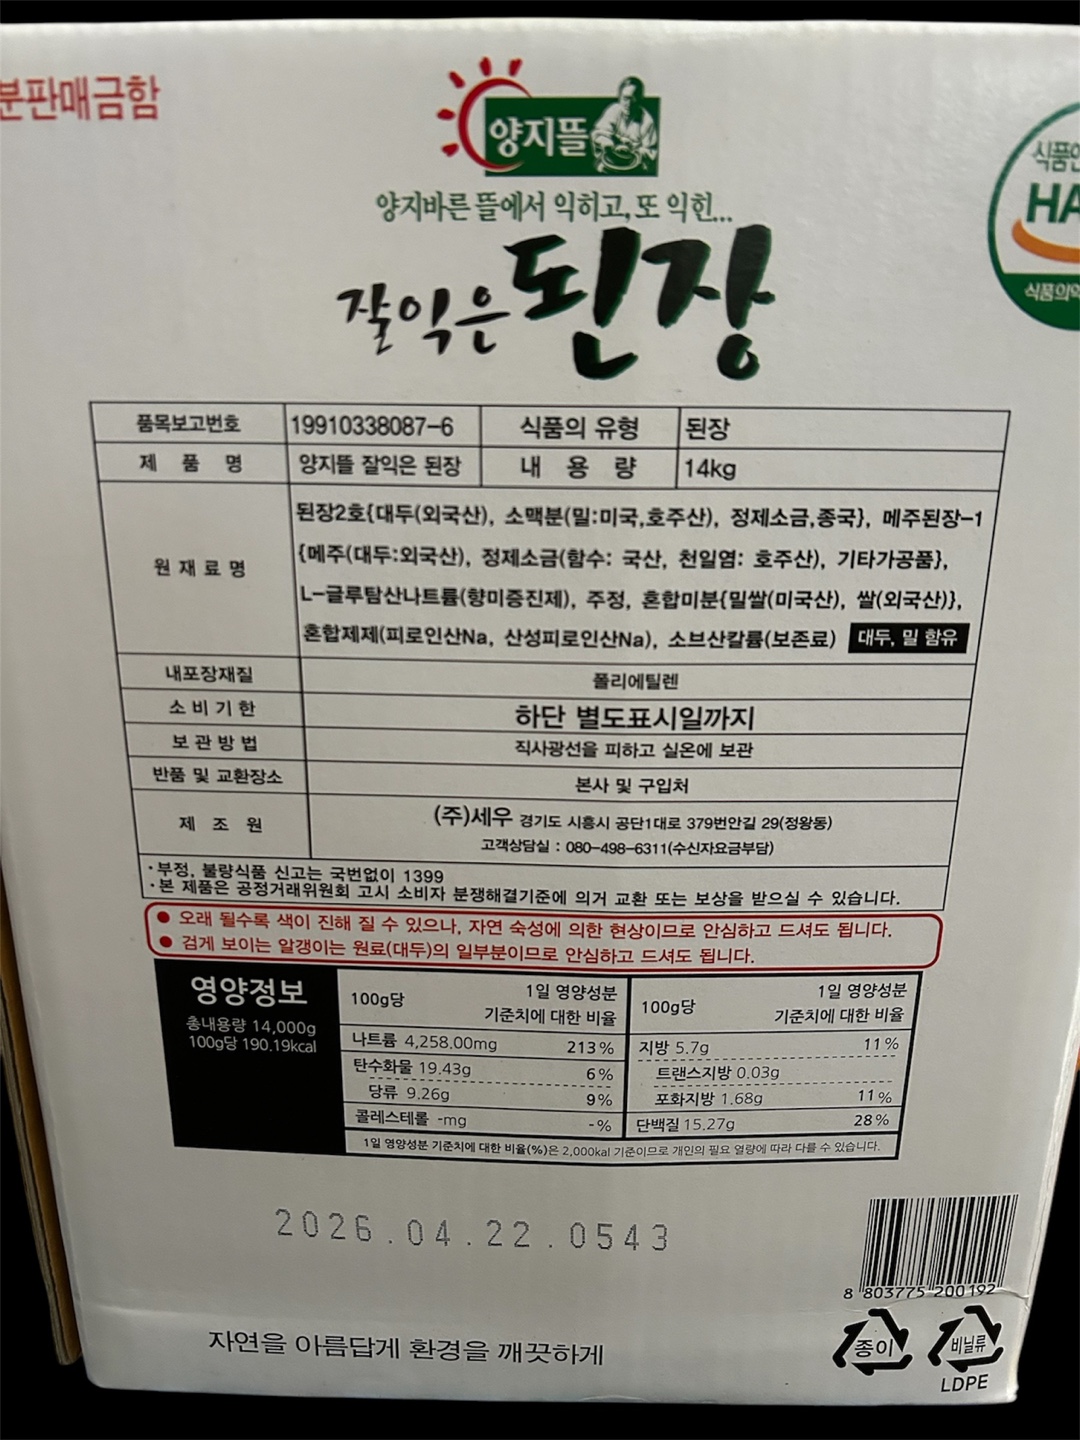 분판매금함
양지뜰
양지바른 뜰에서 익히고, 또 익힌...
잘익은 된장
식품안
HA
식품의약
품목보고번호 19910338087-6 식품의 유형 된장
제 품 명 양지뜰 잘익은 된장 내 용 량 14kg
원재료명
된장2호{대두(외국산), 소맥분(밀:미국,호주산), 정제소금,종국}, 메주된장-1
{메주(대두:외국산), 정제소금(함수: 국산, 천일염: 호주산), 기타가공품},
L-글루탐산나트륨(향미증진제), 주정, 혼합미분{밀쌀(미국산), 쌀(외국산)},
혼합제제(피로인산Na, 산성피로인산Na), 소브산칼륨(보존료) 대두, 밀 함유
내포장재질 폴리에틸렌
소비기한 하단 별도표시일까지
보관방법 직사광선을 피하고 실온에 보관
반품 및 교환장소 본사 및 구입처
제 조 원 (주)세우 경기도 시흥시 공단1대로 379번안길 29(정왕동)
고객상담실 : 080-498-6311(수신자요금부담)
·부정, 불량식품 신고는 국번없이 1399
·본 제품은 공정거래위원회 고시 소비자 분쟁해결기준에 의거 교환 또는 보상을 받으실 수 있습니다.
● 오래 될수록 색이 진해 질 수 있으나, 자연 숙성에 의한 현상이므로 안심하고 드셔도 됩니다.
● 검게 보이는 알갱이는 원료(대두)의 일부분이므로 안심하고 드셔도 됩니다.
영양정보
총내용량 14,000g
100g당 190.19kcal
100g당 1일 영양성분
기준치에 대한 비율
나트륨 4,258.00mg 213%
탄수화물 19.43g 6%
당류 9.26g 9%
콜레스테롤 -mg -%
100g당 1일 영양성분
기준치에 대한 비율
지방 5.7g 11%
트랜스지방 0.03g
포화지방 1.68g 11%
단백질 15.27g 28%
1일 영양성분 기준치에 대한 비율(%)은 2,000kal 기준이므로 개인의 필요 열량에 따라 다를 수 있습니다.
2026.04.22.0543
8 803775 200192
자연을 아름답게 환경을 깨끗하게
종이
비닐류
LDPE